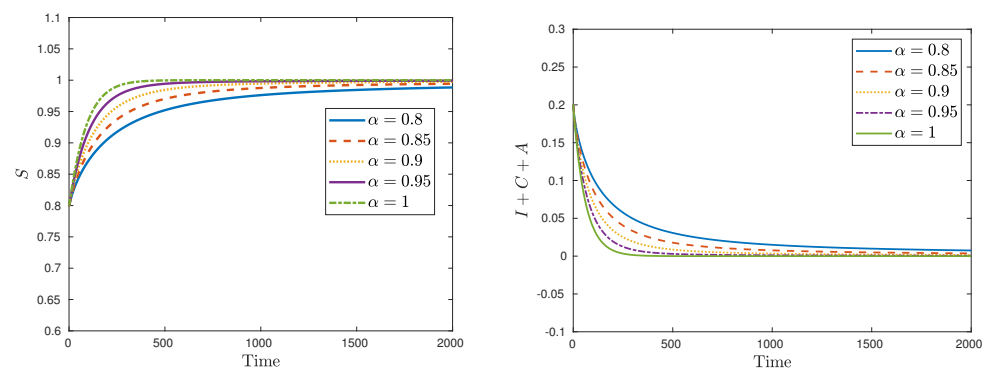 1.1
1.05
1
0.95
0.9
0.85
0.8
0.75
0.7
0.65
0.6
S
0
500
1000
1500
2000
Time
α = 0.8
α = 0.85
α = 0.9
α = 0.95
α = 1
0.3
0.25
0.2
0.15
0.1
0.05
0
-0.05
-0.1
I + C + A
0
500
1000
1500
2000
Time
α = 0.8
α = 0.85
α = 0.9
α = 0.95
α = 1